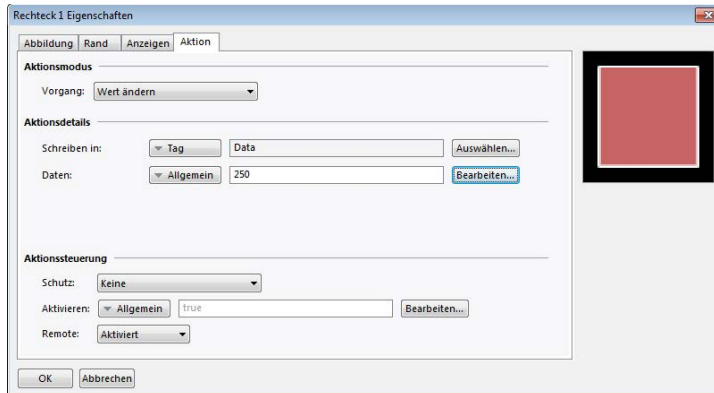 Rechteck 1 Eigenschaften
Abbildung Rand Anzeigen Aktion
Aktionsmodus
Vorgang: Wert ändern
Aktionsdetails
Schreiben in: Tag Data Auswählen...
Daten: Allgemein 250 Bearbeiten...
Aktionssteuerung
Schutz: Keine
Aktivieren: Allgemein true Bearbeiten...
Remote: Aktiviert
OK Abbrechen